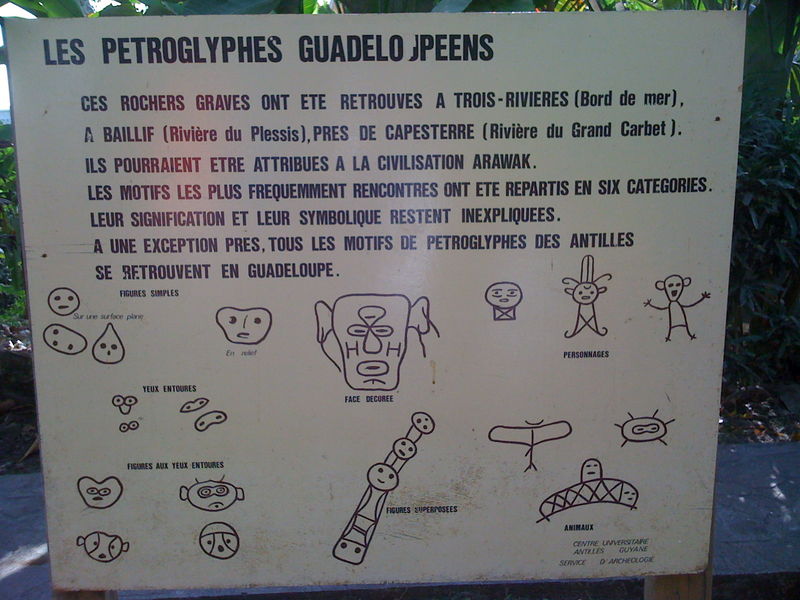 LES PETROGLYPHES GUADELOUPEENS
CES ROCHERS GRAVES ONT ETE RETROUVES A TROIS-RIVIERES (Bord de mer),
A BAILLIF (Rivière du Plessis), PRES DE CAPESTERRE (Rivière du Grand Carbet).
ILS POURRAIENT ETRE ATTRIBUES A LA CIVILISATION ARAWAK.
LES MOTIFS LES PLUS FREQUEMMENT RENCONTRES ONT ETE REPARTIS EN SIX CATEGORIES.
LEUR SIGNIFICATION ET LEUR SYMBOLIQUE RESTENT INEXPLIQUEES.
A UNE EXCEPTION PRES, TOUS LES MOTIFS DE PETROGLYPHES DES ANTILLES
SE RETROUVENT EN GUADELOUPE.
FIGURES SIMPLES
Sur une surface plane
En relief
FACE DECOREE
PERSONNAGES
YEUX ENTOURES
FIGURES AUX YEUX ENTOURES
FIGURES SUPERPOSEES
ANIMAUX
CENTRE UNIVERSITAIRE
ANTILLES GUYANE
SERVICE D'ARCHEOLOGIE